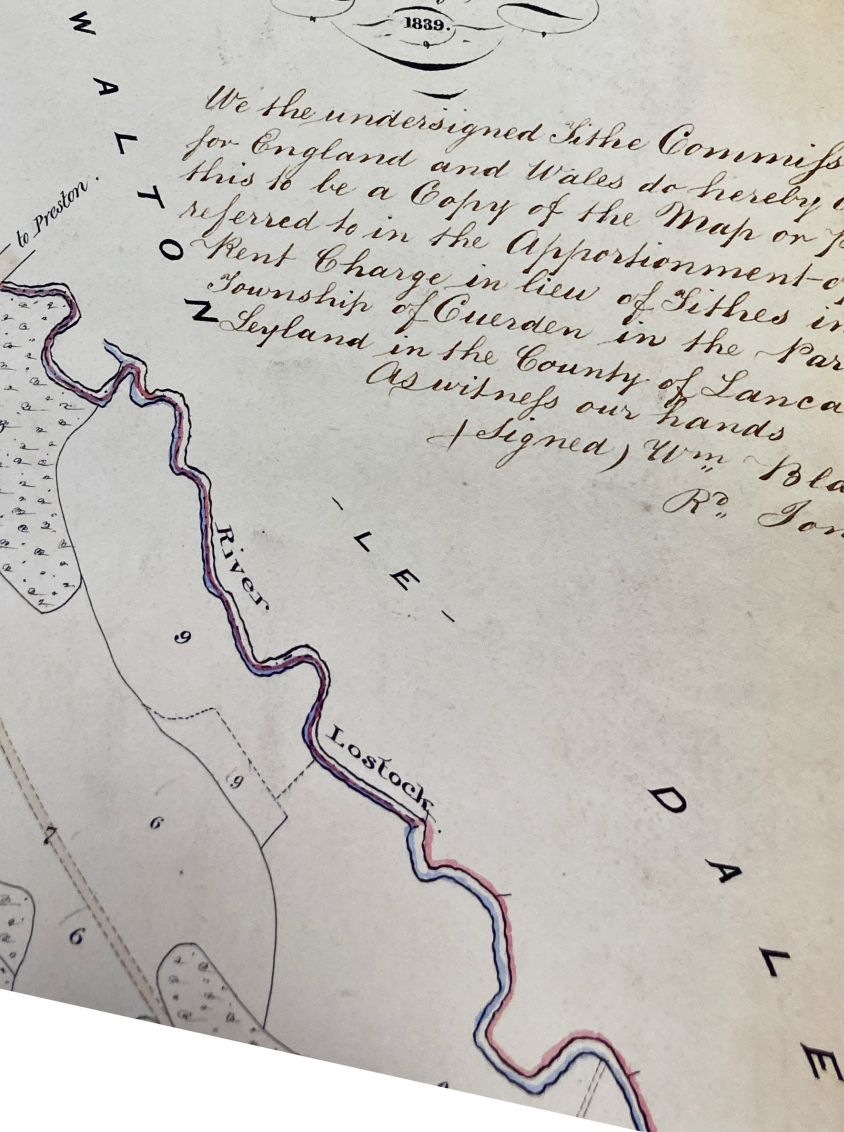 1839.
WALTON
to Preston.
We the undersigned Tithe Commiss
for England and Wales do hereby
this to be a Copy of the Map or
referred to in the Apportionment
Rent Charge in lieu of Tithes in
Township of Cuerden in the Par
Leyland in the County of Lanca
As witness our hands
(Signed) Wm Bla
Rd Jon
-LE-
DALE
River
Lostock
9
9
6
7
6